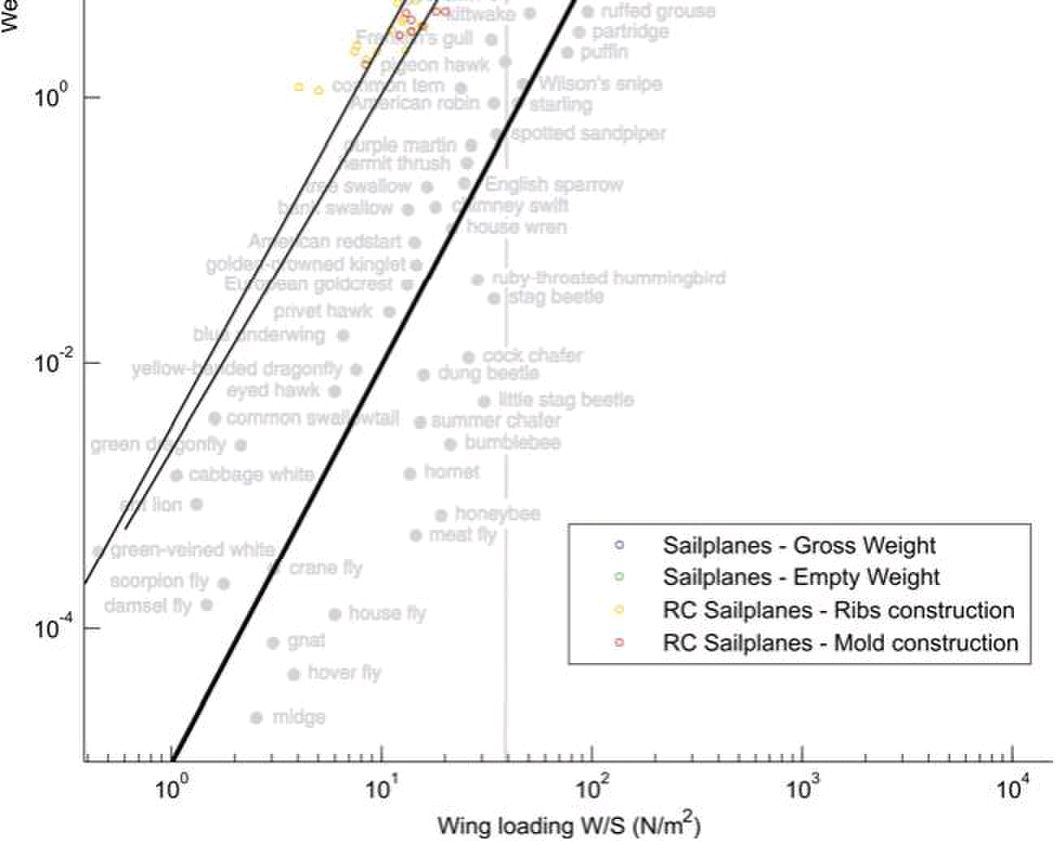 We
kittwake
ruffed grouse
partridge
Franklin's gull
puffin
pigeon hawk
common tern
Wilson's snipe
American robin
starling
spotted sandpiper
purple martin
hermit thrush
tree swallow
English sparrow
bank swallow
chimney swift
house wren
American redstart
golden-crowned kinglet
European goldcrest
ruby-throated hummingbird
stag beetle
privet hawk
blue underwing
cock chafer
yellow-banded dragonfly
dung beetle
eyed hawk
little stag beetle
common swallowtail
summer chafer
green dragonfly
bumblebee
cabbage white
hornet
ant lion
honeybee
meat fly
green-veined white
crane fly
scorpion fly
damsel fly
house fly
gnat
hover fly
midge
10^0
10^-2
10^-4
Sailplanes - Gross Weight
Sailplanes - Empty Weight
RC Sailplanes - Ribs construction
RC Sailplanes - Mold construction
10^0 10^1 10^2 10^3 10^4
Wing loading W/S (N/m^2)